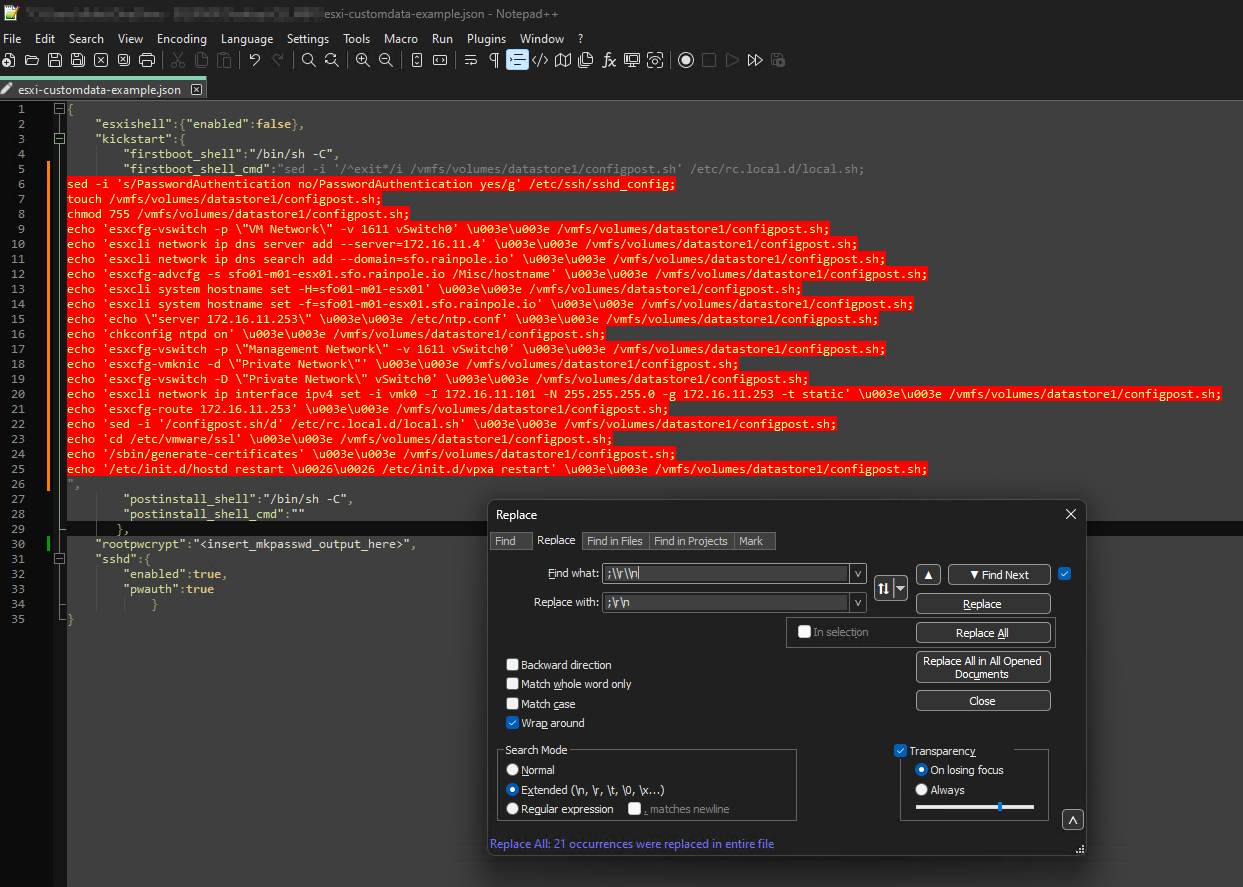 esxi-customdata-example.json - Notepad++
File Edit Search View Encoding Language Settings Tools Macro Run Plugins Window ?
esxi-customdata-example.json
1 {
2 "esxishell":{"enabled":false},
3 "kickstart":{
4 "firstboot_shell":"/bin/sh -C",
5 "firstboot_shell_cmd":"sed -i '/^exit*/i /vmfs/volumes/datastore1/configpost.sh' /etc/rc.local.d/local.sh;
6 sed -i 's/PasswordAuthentication no/PasswordAuthentication yes/g' /etc/ssh/sshd_config;
7 touch /vmfs/volumes/datastore1/configpost.sh;
8 chmod 755 /vmfs/volumes/datastore1/configpost.sh;
9 echo 'esxcfg-vswitch -p \"VM Network\" -v 1611 vSwitch0' \u003e\u003e /vmfs/volumes/datastore1/configpost.sh;
10 echo 'esxcli network ip dns server add --server=172.16.11.4' \u003e\u003e /vmfs/volumes/datastore1/configpost.sh;
11 echo 'esxcli network ip dns search add --domain=sfo.rainpole.io' \u003e\u003e /vmfs/volumes/datastore1/configpost.sh;
12 echo 'esxcfg-advcfg -s sfo01-m01-esx01.sfo.rainpole.io /Misc/hostname' \u003e\u003e /vmfs/volumes/datastore1/configpost.sh;
13 echo 'esxcli system hostname set -H=sfo01-m01-esx01' \u003e\u003e /vmfs/volumes/datastore1/configpost.sh;
14 echo 'esxcli system hostname set -f=sfo01-m01-esx01.sfo.rainpole.io' \u003e\u003e /vmfs/volumes/datastore1/configpost.sh;
15 echo 'echo \"server 172.16.11.253\" \u003e\u003e /etc/ntp.conf' \u003e\u003e /vmfs/volumes/datastore1/configpost.sh;
16 echo 'chkconfig ntpd on' \u003e\u003e /vmfs/volumes/datastore1/configpost.sh;
17 echo 'esxcfg-vswitch -p \"Management Network\" -v 1611 vSwitch0' \u003e\u003e /vmfs/volumes/datastore1/configpost.sh;
18 echo 'esxcfg-vmknic -d \"Private Network\"' \u003e\u003e /vmfs/volumes/datastore1/configpost.sh;
19 echo 'esxcfg-vswitch -D \"Private Network\" vSwitch0' \u003e\u003e /vmfs/volumes/datastore1/configpost.sh;
20 echo 'esxcli network ip interface ipv4 set -i vmk0 -I 172.16.11.101 -N 255.255.255.0 -g 172.16.11.253 -t static' \u003e\u003e /vmfs/volumes/datastore1/configpost.sh;
21 echo 'esxcfg-route 172.16.11.253' \u003e\u003e /vmfs/volumes/datastore1/configpost.sh;
22 echo 'sed -i '/configpost.sh/d' /etc/rc.local.d/local.sh' \u003e\u003e /vmfs/volumes/datastore1/configpost.sh;
23 echo 'cd /etc/vmware/ssl' \u003e\u003e /vmfs/volumes/datastore1/configpost.sh;
24 echo '/sbin/generate-certificates' \u003e\u003e /vmfs/volumes/datastore1/configpost.sh;
25 echo '/etc/init.d/hostd restart \u0026\u0026 /etc/init.d/vpxa restart' \u003e\u003e /vmfs/volumes/datastore1/configpost.sh;
26 ",
27 "postinstall_shell":"/bin/sh -C",
28 "postinstall_shell_cmd":""
29 },
30 "rootpwcrypt":"<insert_mkpasswd_output_here>",
31 "sshd":{
32 "enabled":true,
33 "pwauth":true
34 }
35 }
Replace
Find Replace Find in Files Find in Projects Mark
Find what: ;\\r\\n
Find Next
Replace with: ;\r\n
Replace
In selection
Replace All
Replace All in All Opened Documents
Close
Backward direction
Match whole word only
Match case
Wrap around
Search Mode
Normal
Extended (\n, \r, \t, \0, \x...)
Regular expression . matches newline
Transparency
On losing focus
Always
Replace All: 21 occurrences were replaced in entire file